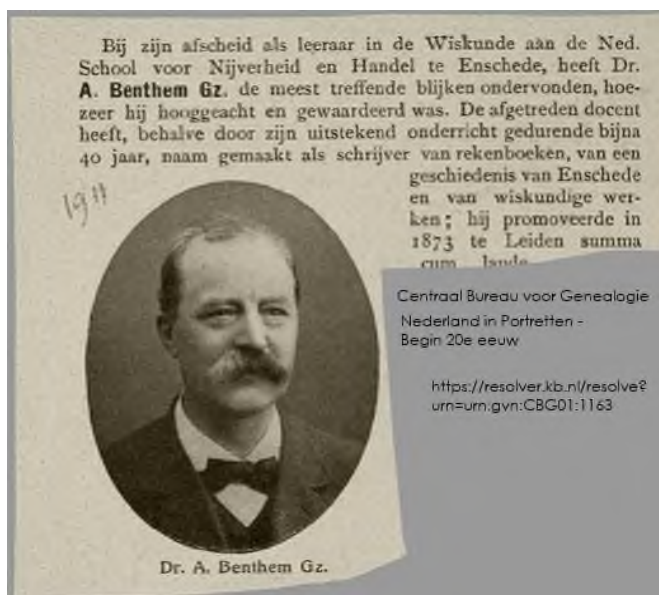 Bij zijn afscheid als leeraar in de Wiskunde aan de Ned.
School voor Nijverheid en Handel te Enschede, heeft Dr.
A. Benthem Gz. de meest treffende blijken ondervonden, hoe-
zeer hij hooggeacht en gewaardeerd was. De afgetreden docent
heeft, behalve door zijn uitstekend onderricht gedurende bijna
40 jaar, naam gemaakt als schrijver van rekenboeken, van een
geschiedenis van Enschede
en van wiskundige wer-
ken; hij promoveerde in
1873 te Leiden summa
cum laude
1911
Centraal Bureau voor Genealogie
Nederland in Portretten -
Begin 20e eeuw
https://resolver.kb.nl/resolve?
urn=urn:gvn:CBG01:1163
Dr. A. Benthem Gz.